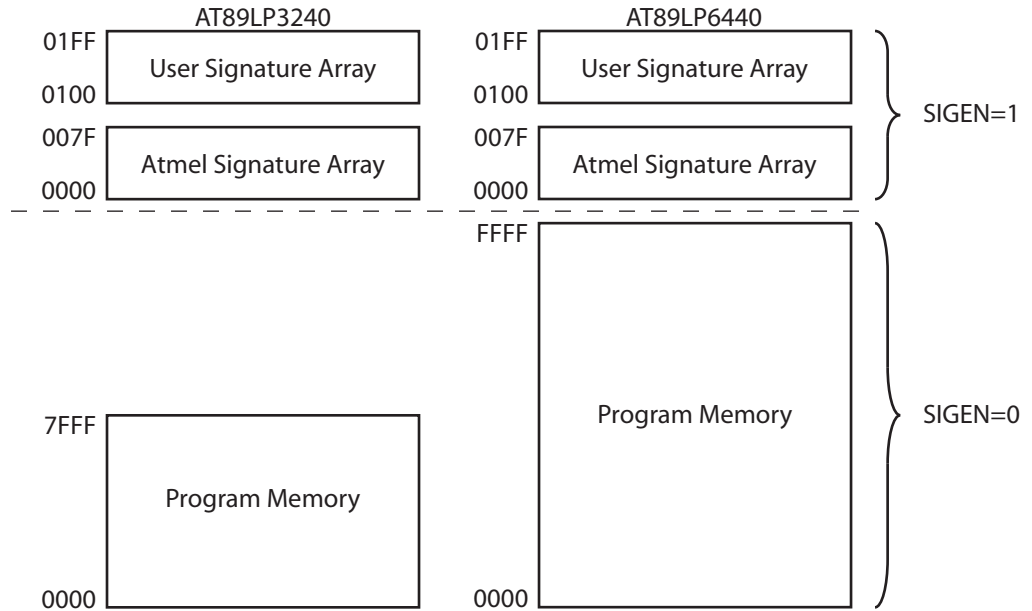 AT89LP3240 AT89LP6440
01FF User Signature Array 01FF User Signature Array
0100 0100
SIGEN=1
007F Atmel Signature Array 007F Atmel Signature Array
0000 0000
FFFF
7FFF Program Memory SIGEN=0
Program Memory
0000 0000